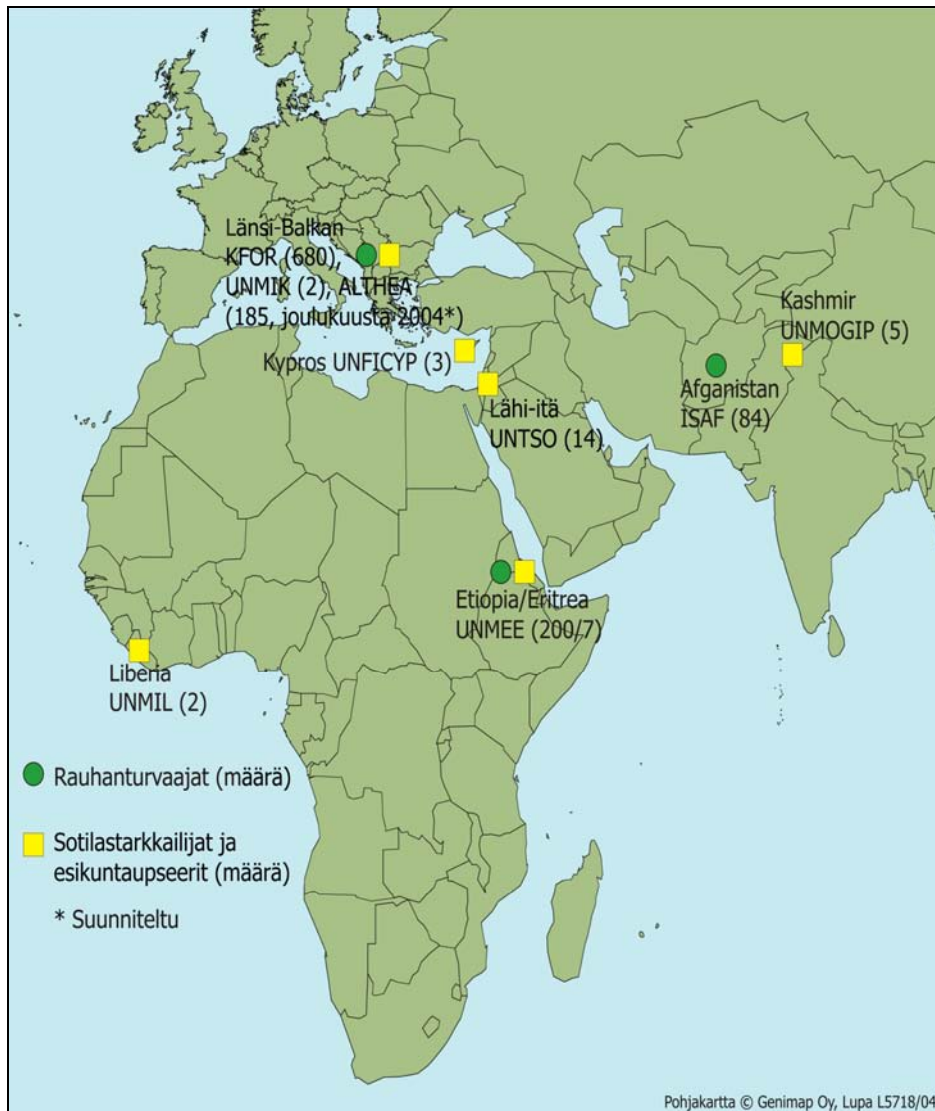 Länsi-Balkan
KFOR (680),
UNMIK (2), ALTHEA
(185, joulukuusta 2004*)
Kypros UNFICYP (3)
Lähi-itä
UNTSO (14)
Kashmir
UNMOGIP (5)
Afganistan
ISAF (84)
Etiopia/Eritrea
UNMEE (200/7)
Liberia
UNMIL (2)
Rauhanturvaajat (määrä)
Sotilastarkkailijat ja
esikuntaupseerit (määrä)
* Suunniteltu
Pohjakartta © Genimap Oy, Lupa L5718/04